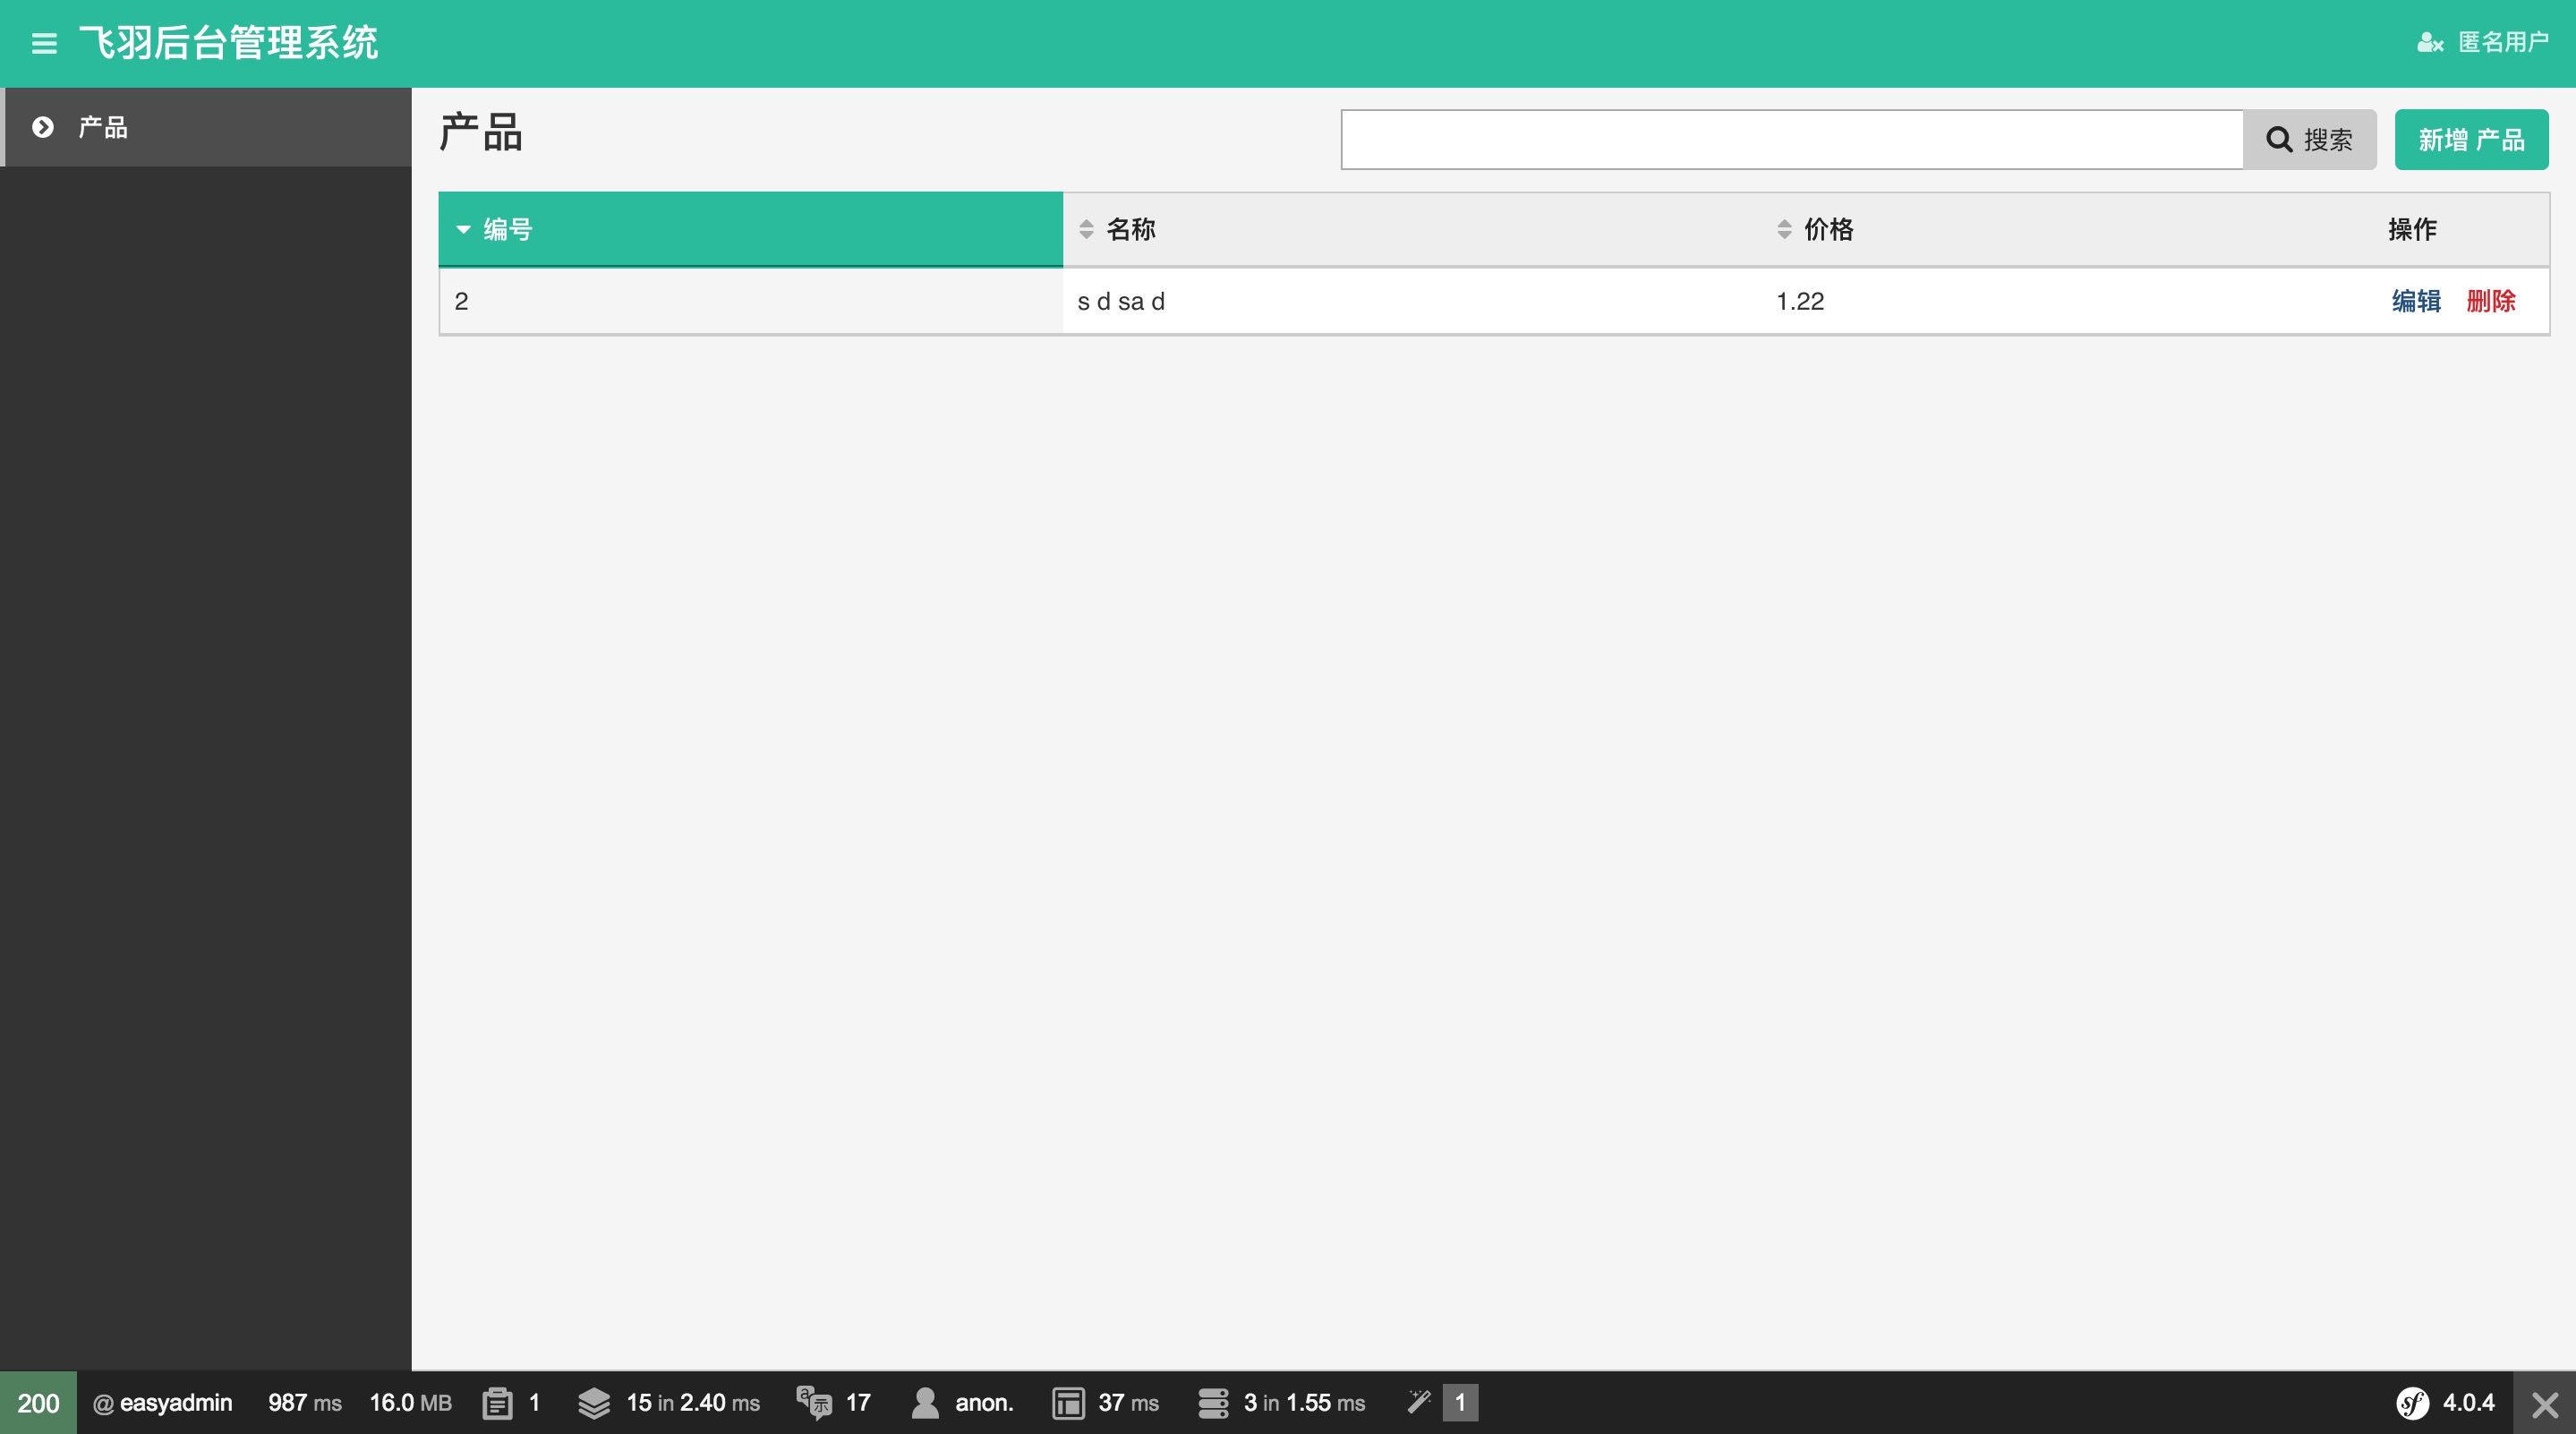 飞羽后台管理系统
匿名用户
产品
产品
搜索
新增 产品
编号 名称 价格 操作
2 s d sa d 1.22 编辑 删除
200 @ easyadmin 987 ms 16.0 MB 1 15 in 2.40 ms 17 anon. 37 ms 3 in 1.55 ms 1 sf 4.0.4